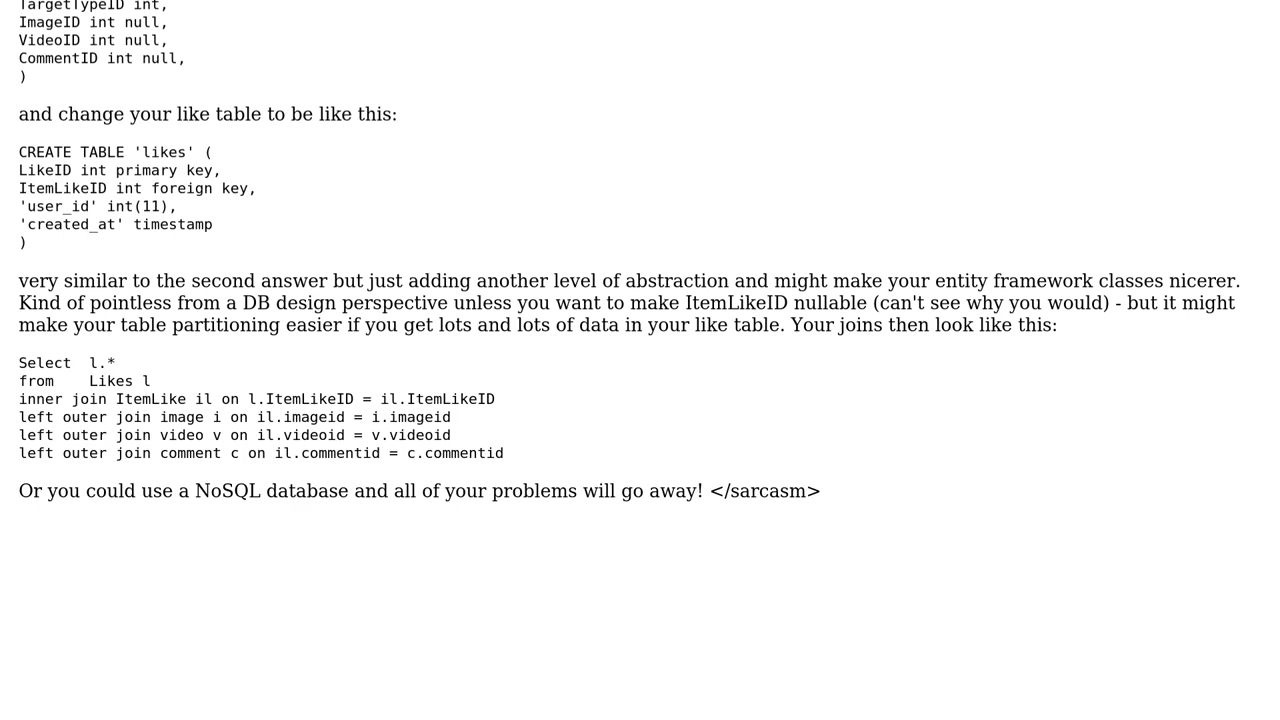 TargetTypeID int,
ImageID int null,
VideoID int null,
CommentID int null,
)
and change your like table to be like this:
CREATE TABLE 'likes' (
LikeID int primary key,
ItemLikeID int foreign key,
'user_id' int(11),
'created_at' timestamp
)
very similar to the second answer but just adding another level of abstraction and might make your entity framework classes nicerer.
Kind of pointless from a DB design perspective unless you want to make ItemLikeID nullable (can't see why you would) - but it might
make your table partitioning easier if you get lots and lots of data in your like table. Your joins then look like this:
Select  l.*
from    Likes l
inner join ItemLike il on l.ItemLikeID = il.ItemLikeID
left outer join image i on il.imageid = i.imageid
left outer join video v on il.videoid = v.videoid
left outer join comment c on il.commentid = c.commentid
Or you could use a NoSQL database and all of your problems will go away! </sarcasm>